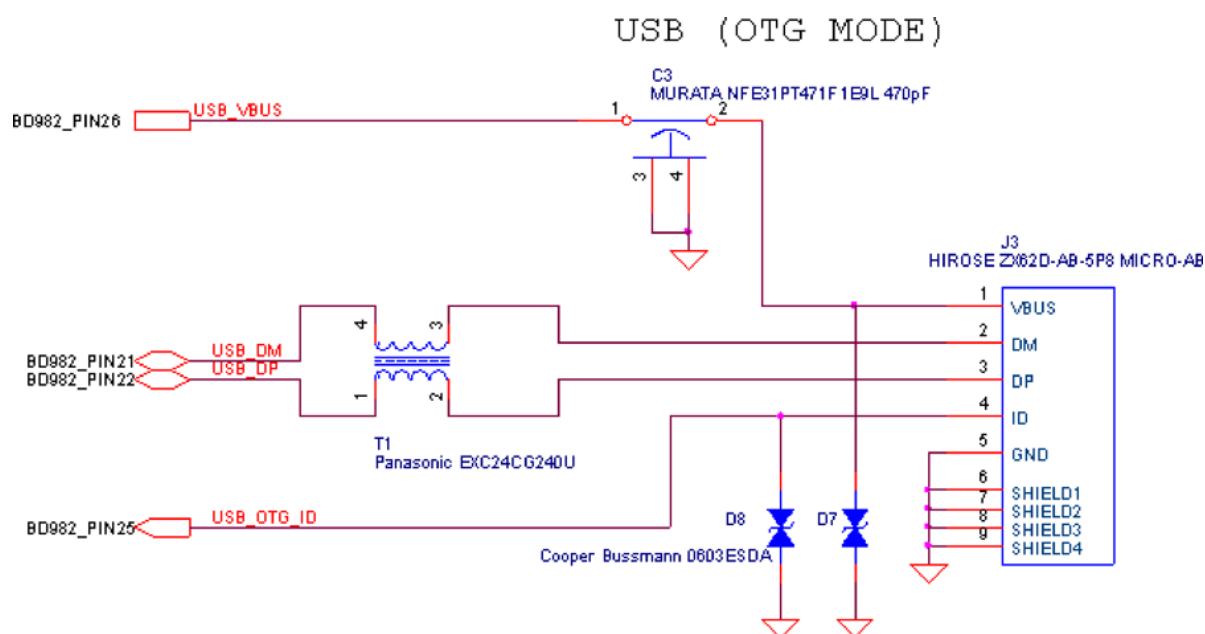 USB (OTG MODE)
C3
MURATA NFE31PT471F1E9L 470pF
1
2
BD982_PIN26
USB_VBUS
3
4
J3
HIROSE ZX62D-AB-5P8 MICRO-AB
1
VBUS
4
3
2
DM
BD982_PIN21
USB_DM
BD982_PIN22
USB_DP
3
DP
1
2
4
ID
T1
Panasonic EXC24CG240U
5
GND
6
SHIELD1
7
SHIELD2
8
SHIELD3
9
SHIELD4
BD982_PIN25
USB_OTG_ID
D8
D7
Cooper Bussmann 0603ESDA